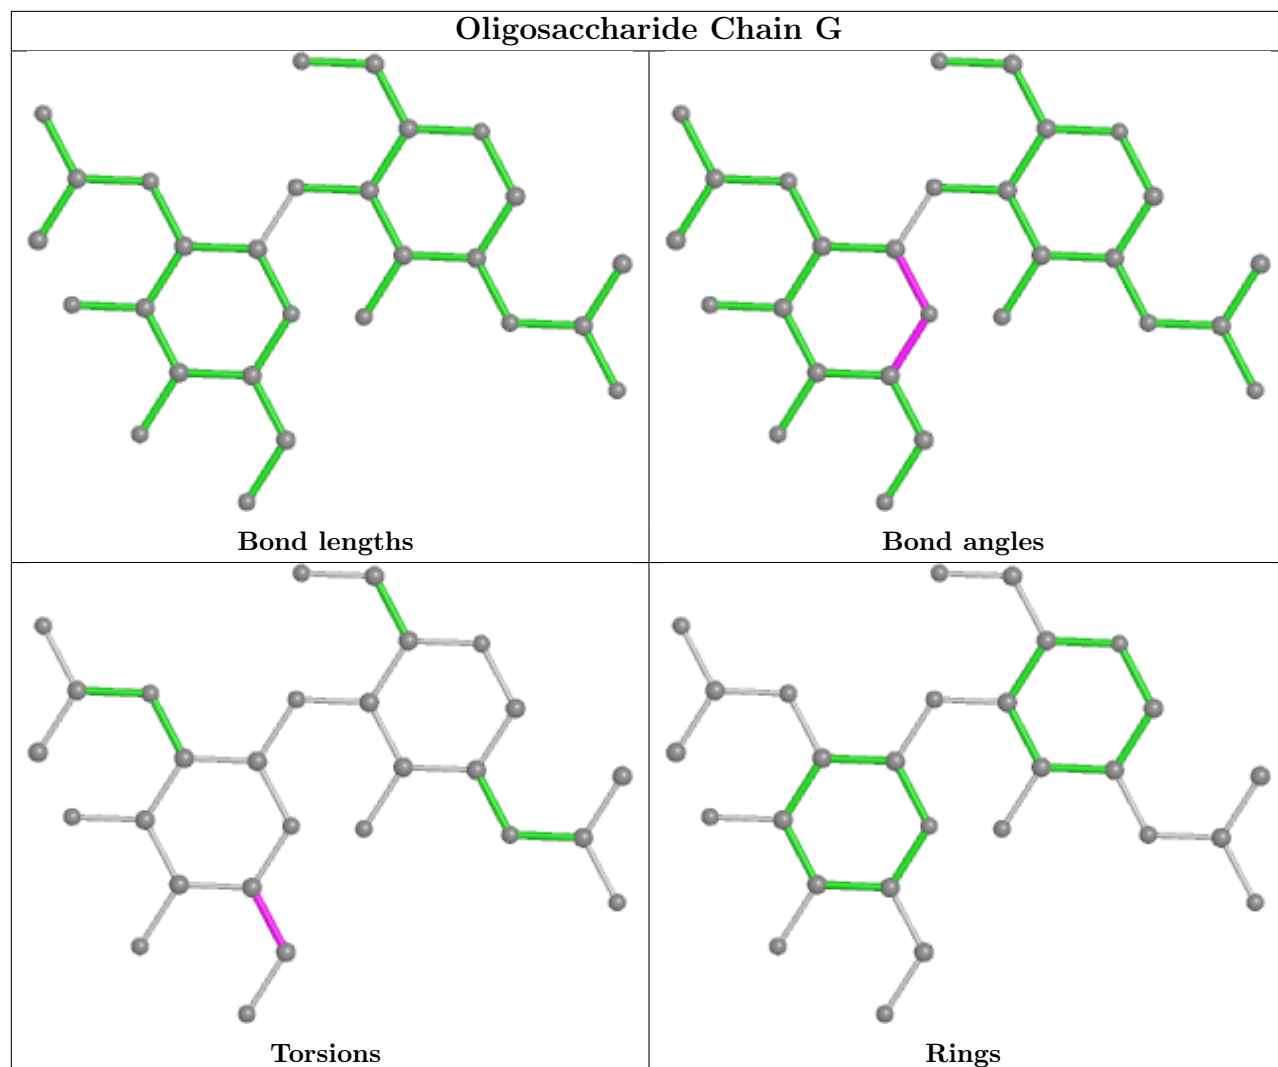 Oligosaccharide Chain G
Bond lengths
Bond angles
Torsions
Rings